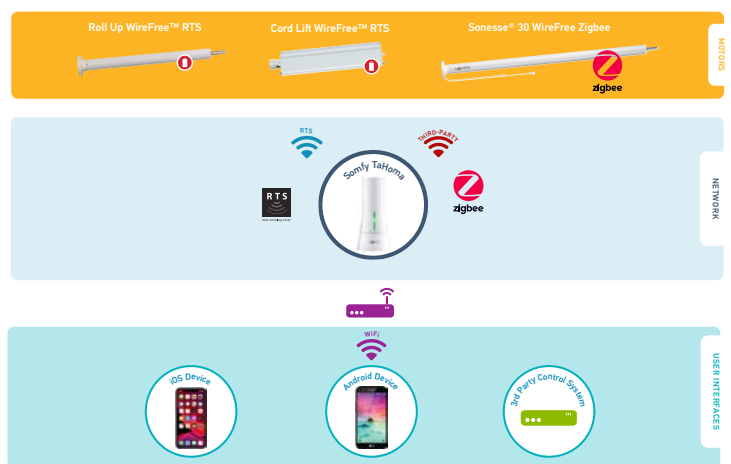 Roll Up WireFree™ RTS
Cord Lift WireFree™ RTS
Sonesse® 30 WireFree Zigbee
somfy
zigbee
MOTORS
RTS
THIRD-PARTY
Somfy TaHoma
RTS
zigbee
NETWORK
WiFi
iOS Device
Android Device
3rd Party Control System
USER INTERFACES